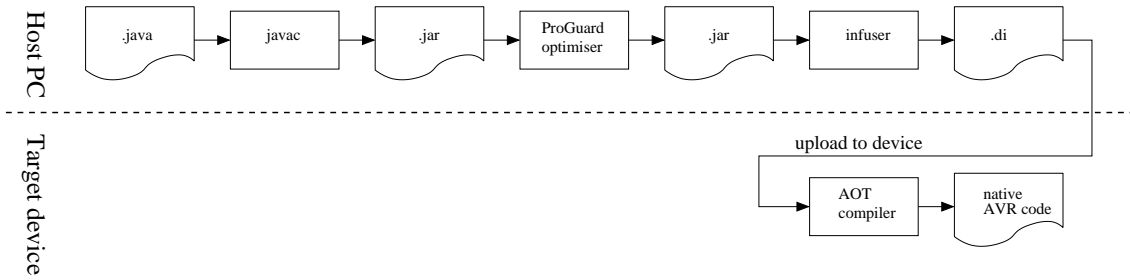 Host PC
.java
javac
.jar
ProGuard
optimiser
.jar
infuser
.di
Target device
upload to device
AOT
compiler
native
AVR code